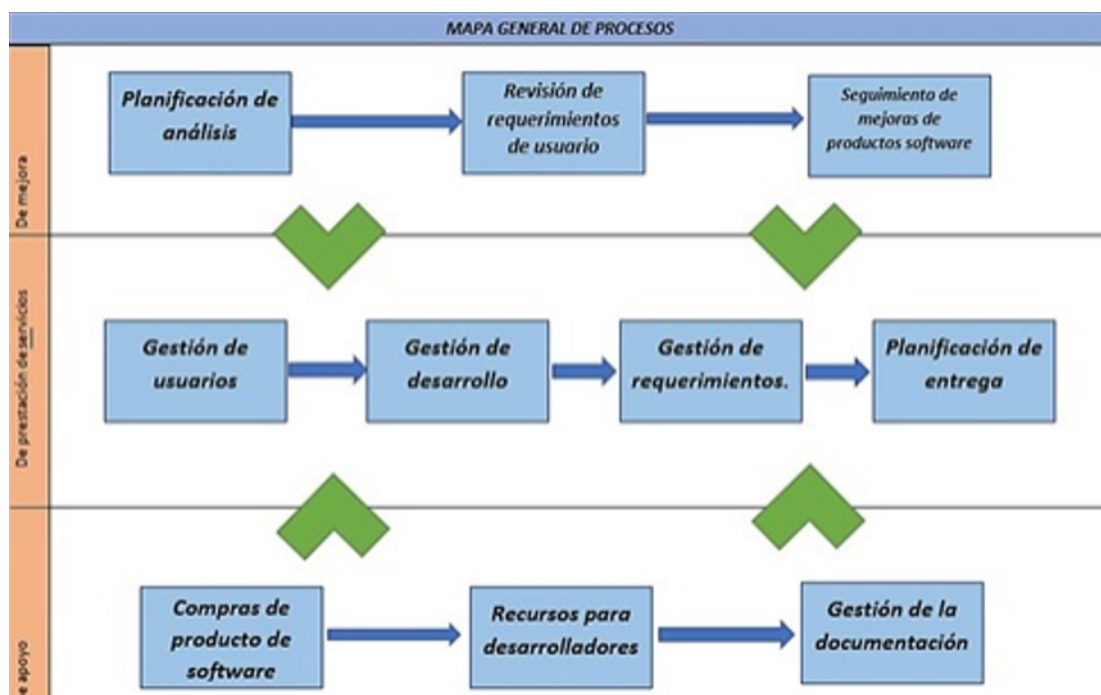 MAPA GENERAL DE PROCESOS
De mejora
Planificación de
análisis
Revisión de
requerimientos
de usuario
Seguimiento de
mejoras de
productos software
De prestación de servicios
Gestión de
usuarios
Gestión de
desarrollo
Gestión de
requerimientos.
Planificación de
entrega
e apoyo
Compras de
producto de
software
Recursos para
desarrolladores
Gestión de la
documentación